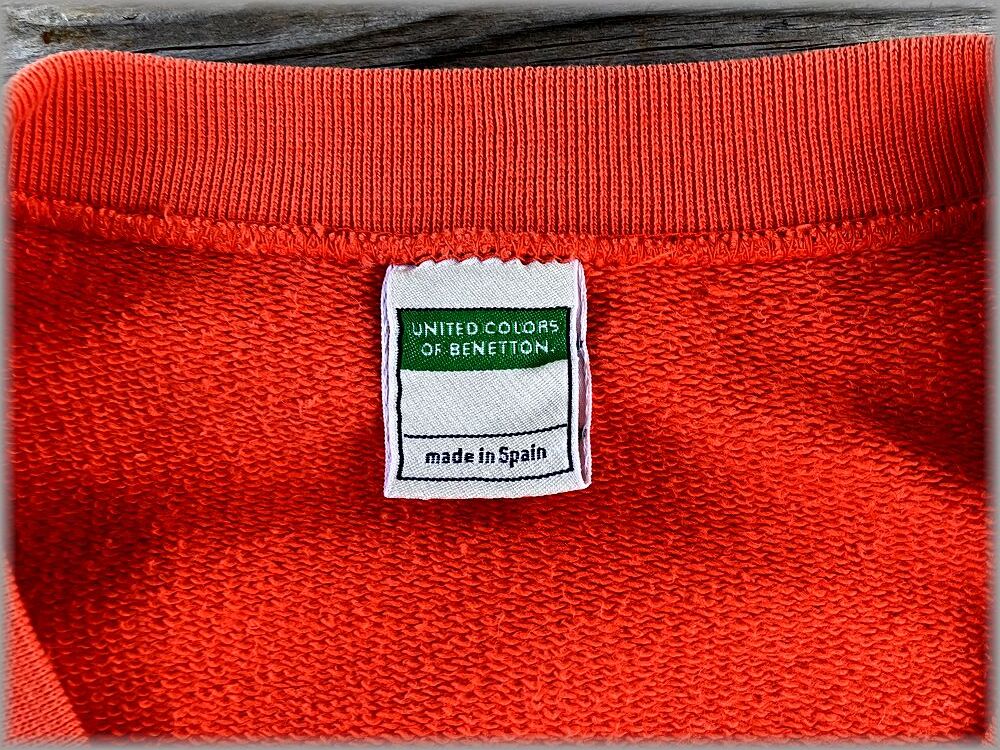 UNITED COLORS
OF BENETTON.
made in Spain